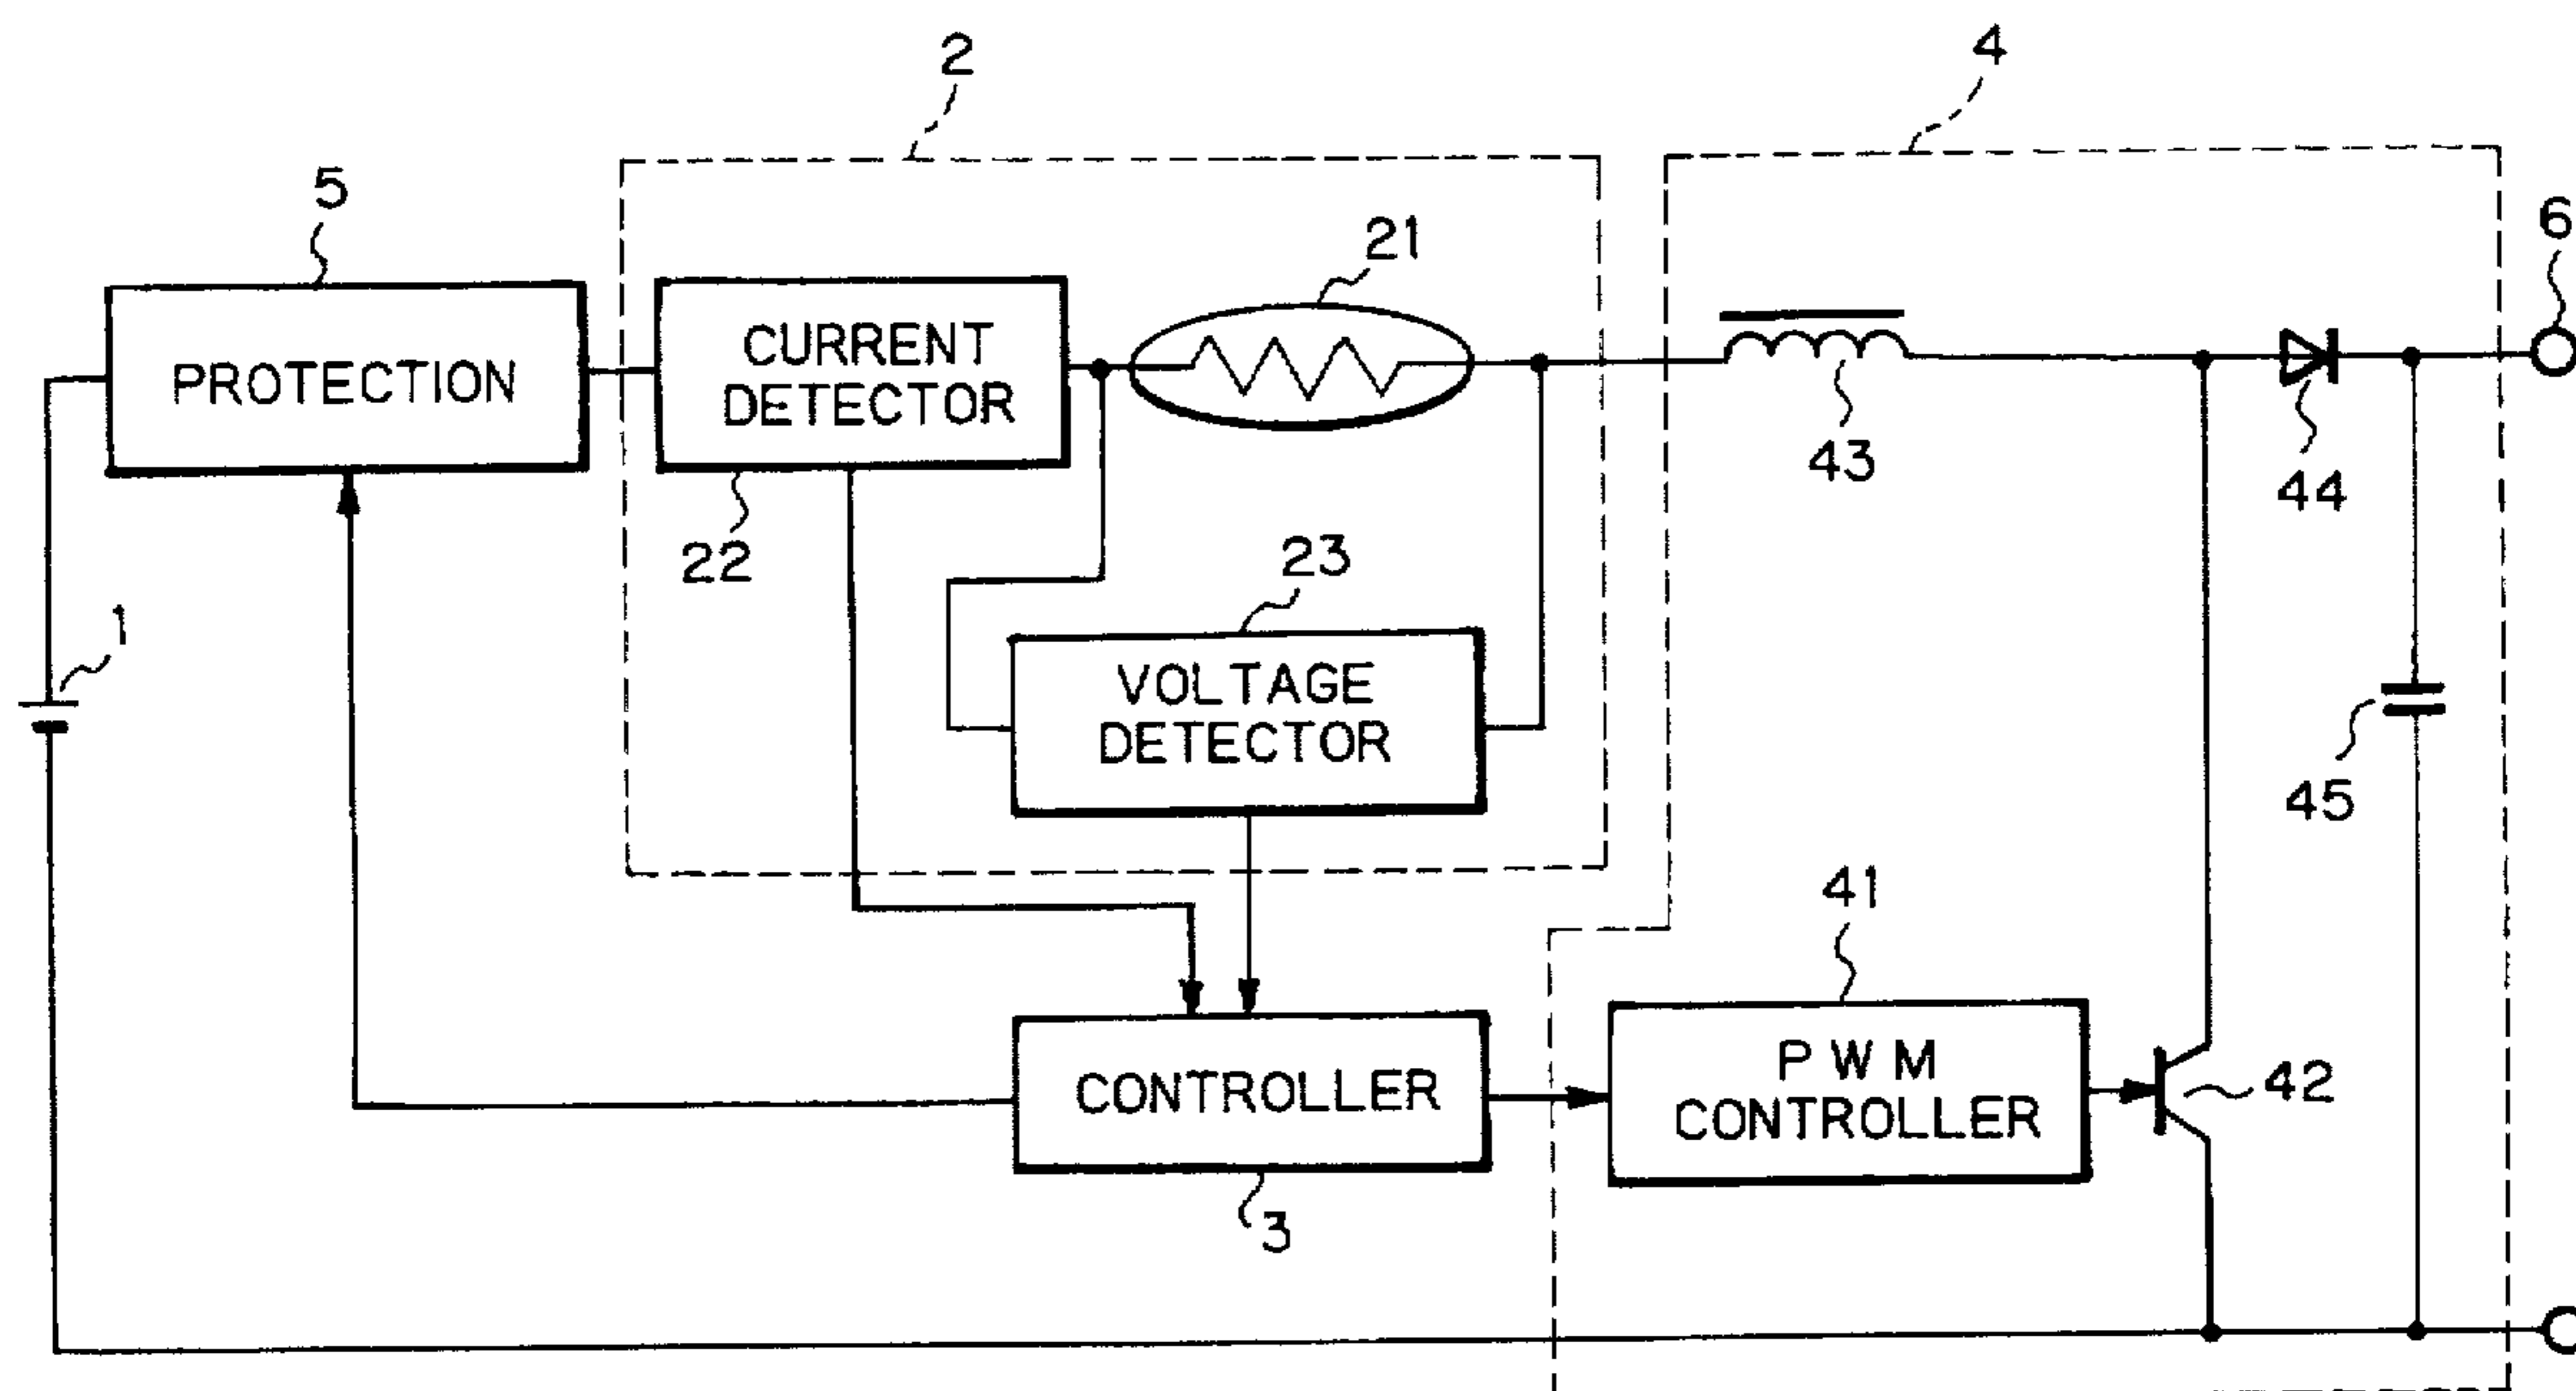 2
4
5
6
21
PROTECTION
CURRENT
DETECTOR
43
44
22
23
1
VOLTAGE
DETECTOR
45
41
CONTROLLER
PWM
CONTROLLER
42
3